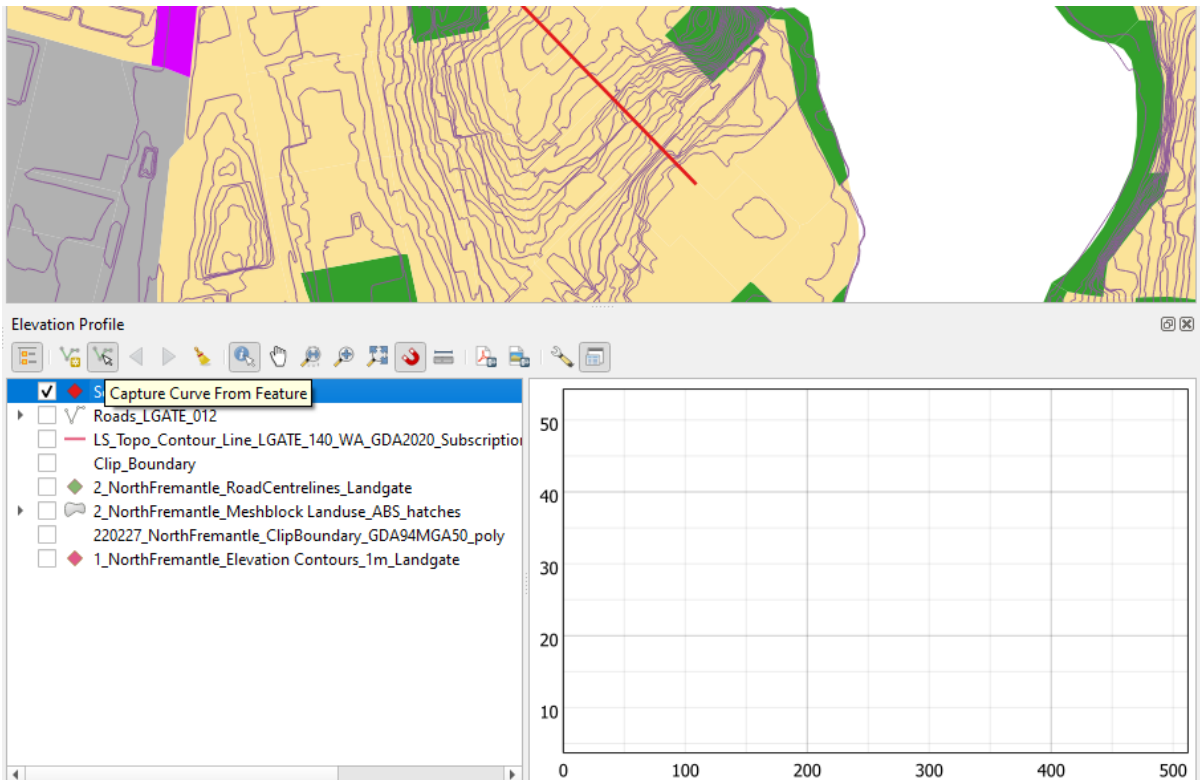 Elevation Profile
Capture Curve From Feature
Roads_LGATE_012
LS_Topo_Contour_Line_LGATE_140_WA_GDA2020_Subscription
Clip_Boundary
2_NorthFremantle_RoadCentrelines_Landgate
2_NorthFremantle_Meshblock Landuse_ABS_hatches
220227_NorthFremantle_ClipBoundary_GDA94MGA50_poly
1_NorthFremantle_Elevation Contours_1m_Landgate
50
40
30
20
10
0 100 200 300 400 500